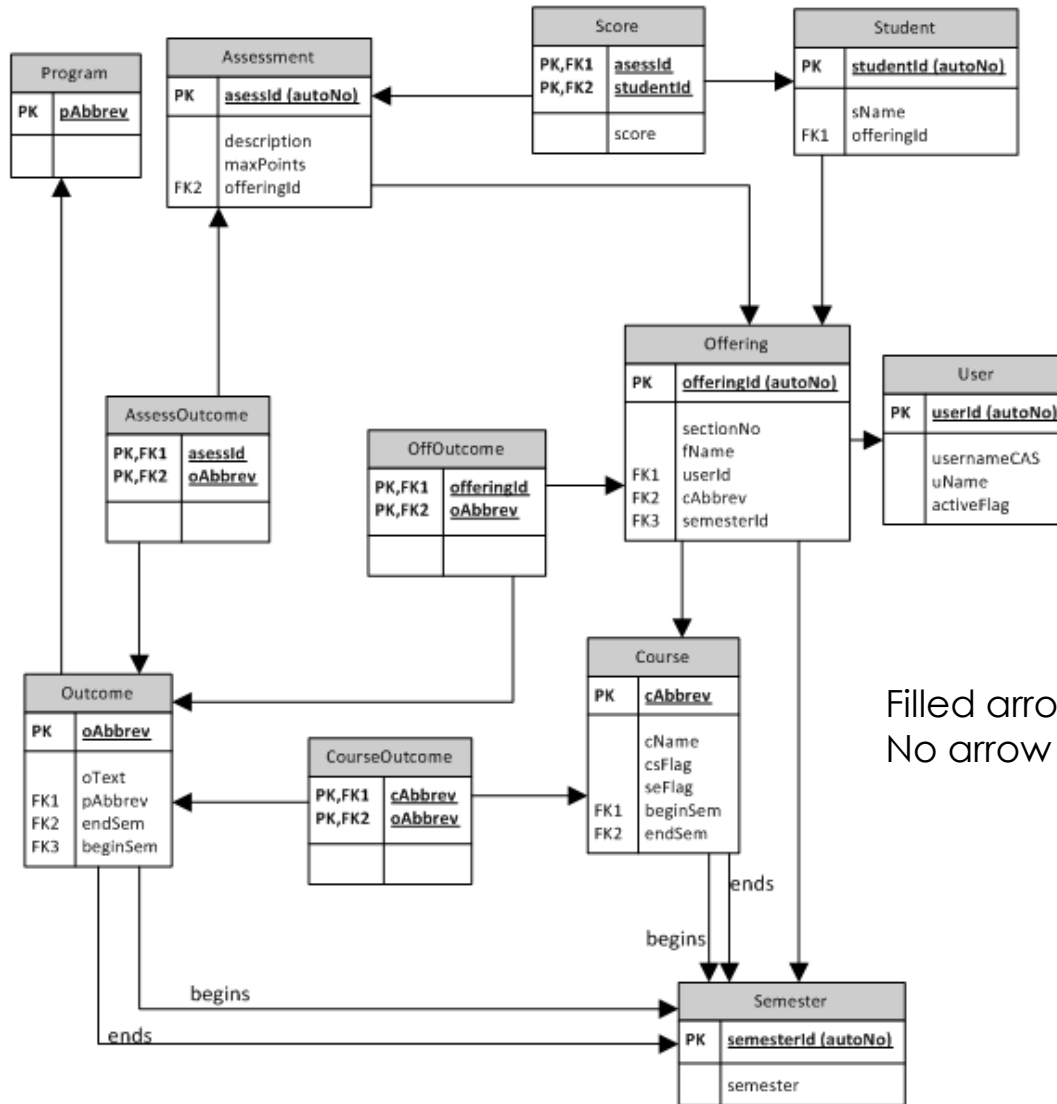 Program
PK pAbbrev
Assessment
PK asessId (autoNo)
description
maxPoints
FK2 offeringId
Score
PK,FK1 asessId
PK,FK2 studentId
score
Student
PK studentId (autoNo)
sName
FK1 offeringId
Offering
PK offeringId (autoNo)
sectionNo
fName
FK1 userId
FK2 cAbbrev
FK3 semesterId
User
PK userId (autoNo)
usernameCAS
uName
activeFlag
AssessOutcome
PK,FK1 asessId
PK,FK2 oAbbrev
OffOutcome
PK,FK1 offeringId
PK,FK2 oAbbrev
Outcome
PK oAbbrev
oText
FK1 pAbbrev
FK2 endSem
FK3 beginSem
CourseOutcome
PK,FK1 cAbbrev
PK,FK2 oAbbrev
Course
PK cAbbrev
cName
csFlag
seFlag
FK1 beginSem
FK2 endSem
Filled arro
No arrow
ends
begins
begins
ends
Semester
PK semesterId (autoNo)
semester